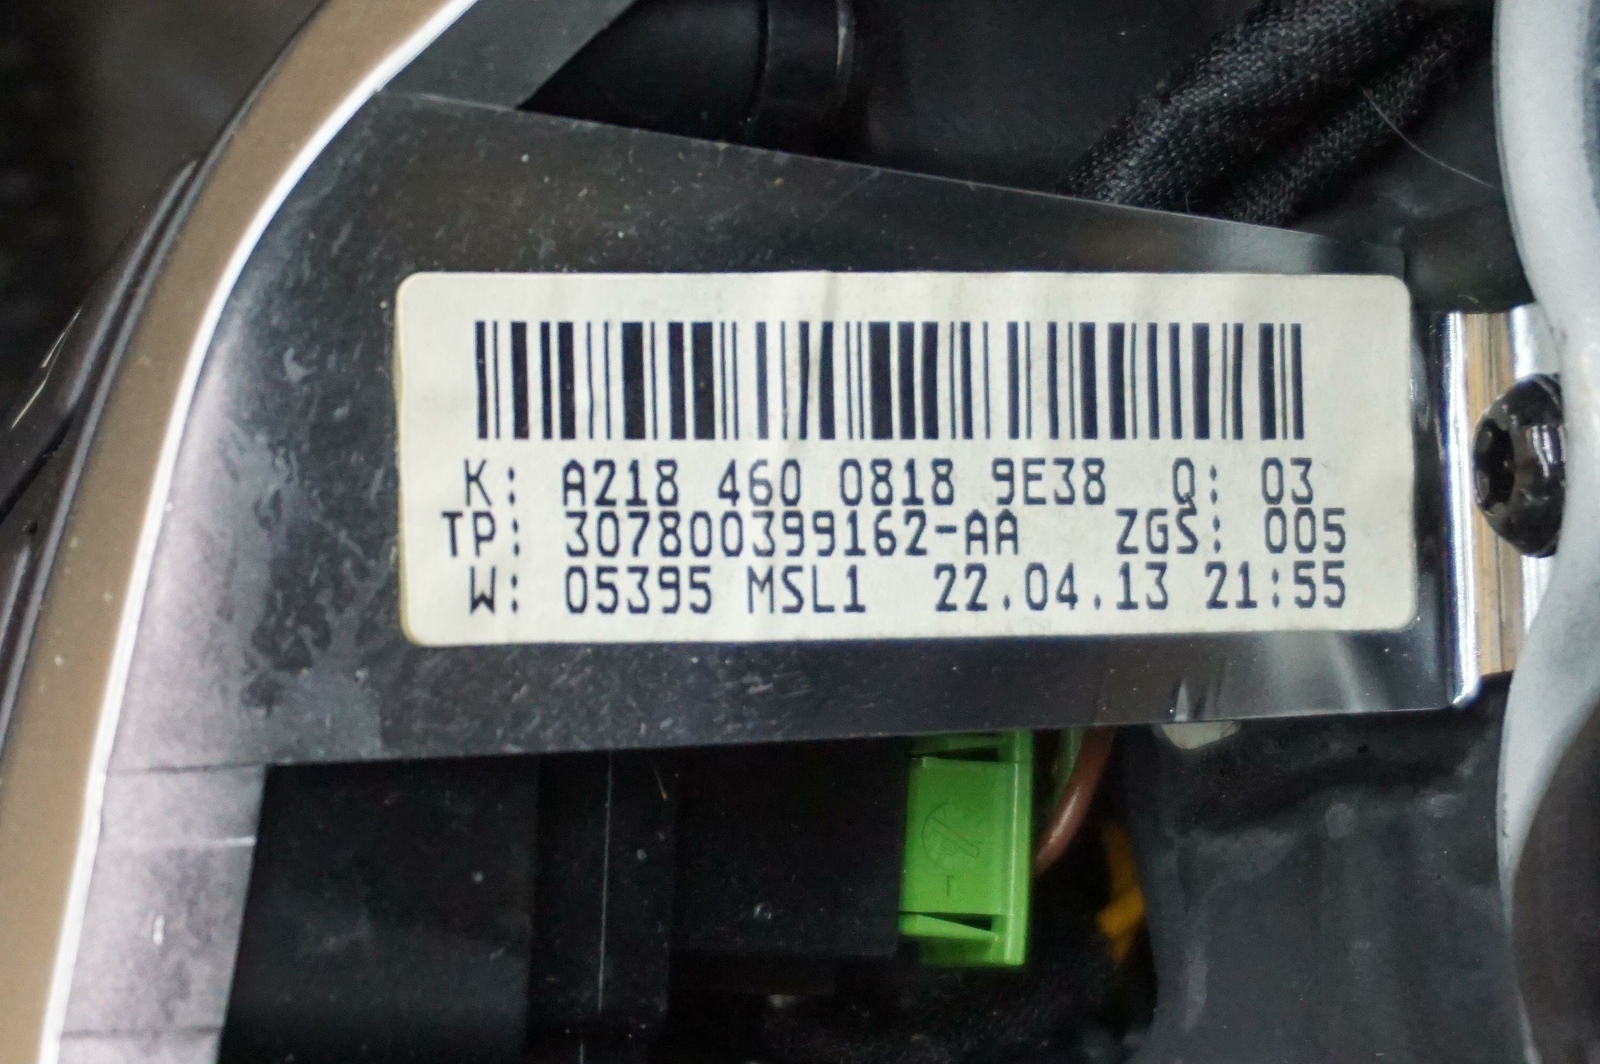 K: A218 460 0818 9E38 Q: 03
TP: 307800399162-AA ZGS: 005
W: 05395 MSL1 22.04.13 21:55